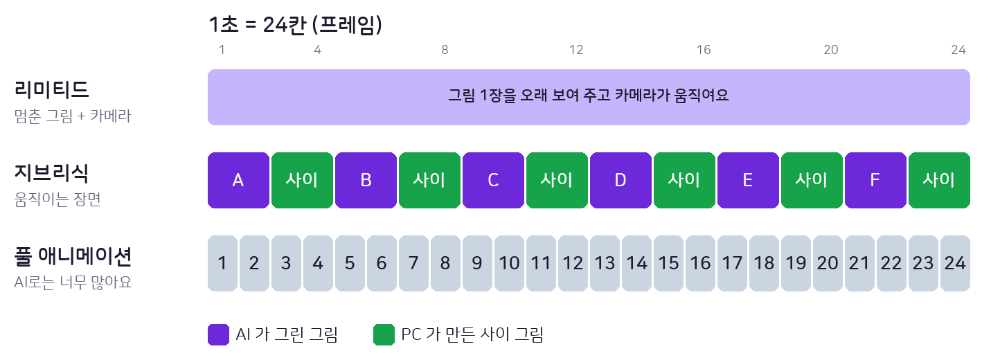 1초 = 24칸 (프레임)
1 4 8 12 16 20 24
리미티드
멈춘 그림 + 카메라
그림 1장을 오래 보여 주고 카메라가 움직여요
지브리식
움직이는 장면
A 사이 B 사이 C 사이 D 사이 E 사이 F 사이
풀 애니메이션
AI로는 너무 많아요
1 2 3 4 5 6 7 8 9 10 11 12 13 14 15 16 17 18 19 20 21 22 23 24
AI 가 그린 그림 PC 가 만든 사이 그림